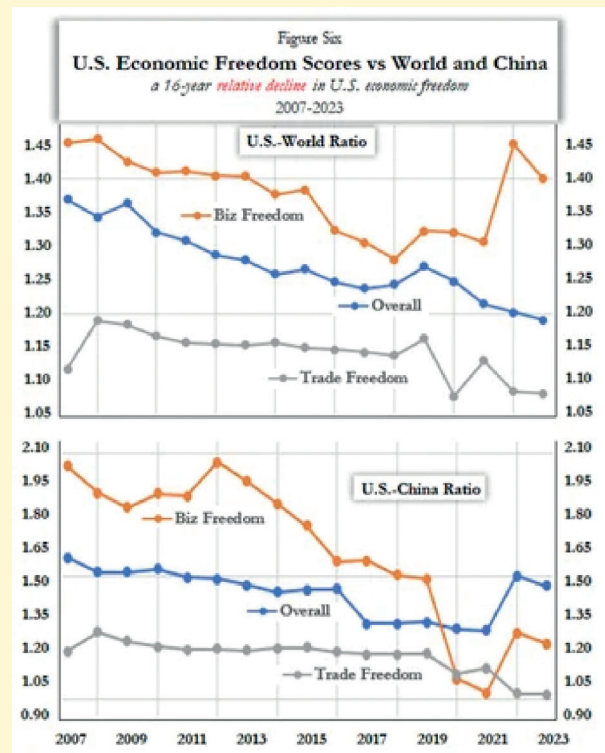 Figure Six
U.S. Economic Freedom Scores vs World and China
a 16-year relative decline in U.S. economic freedom
2007-2023
U.S.-World Ratio
1.45 1.45
1.40 1.40
1.35 1.35
1.30 1.30
1.25 1.25
1.20 1.20
1.15 1.15
1.10 1.10
1.05 1.05
Biz Freedom
Overall
Trade Freedom
2.10 2.10
1.95 1.95
1.80 1.80
1.65 1.65
1.50 1.50
1.35 1.35
1.20 1.20
1.05 1.05
0.90 0.90
U.S.-China Ratio
Biz Freedom
Overall
Trade Freedom
2007 2009 2011 2013 2015 2017 2019 2021 2023